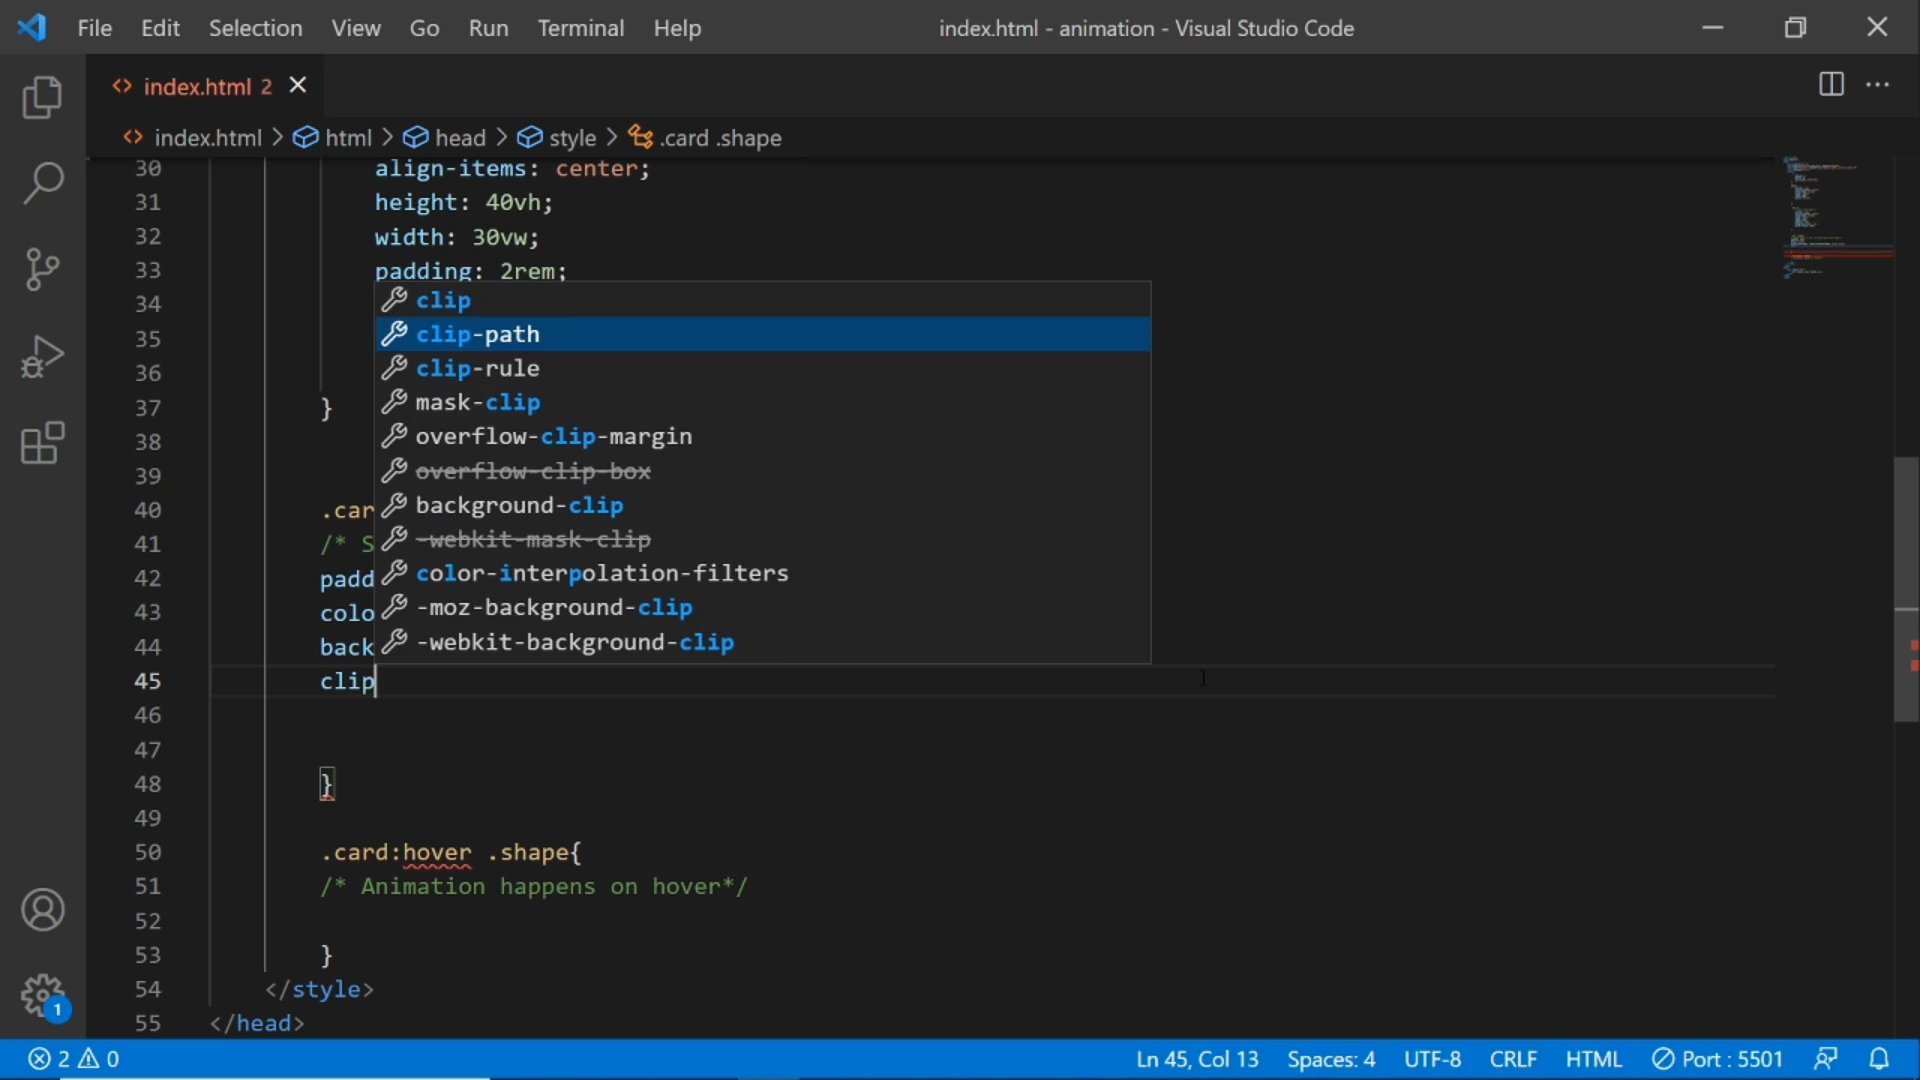 File Edit Selection View Go Run Terminal Help index.html - animation - Visual Studio Code
index.html 2
index.html > html > head > style > .card .shape
30 align-items: center;
31 height: 40vh;
32 width: 30vw;
33 padding: 2rem;
clip
34
clip-path
35
clip-rule
36
mask-clip
37 }
overflow-clip-margin
38
overflow-clip-box
39
background-clip
40 .car
-webkit-mask-clip
41 /* S
color-interpolation-filters
42 padd
-moz-background-clip
43 colo
-webkit-background-clip
44 back
45 clip
46
47
48 }
49
50 .card:hover .shape{
51 /* Animation happens on hover*/
52
53 }
54 </style>
1
55 </head>
2 0 Ln 45, Col 13 Spaces: 4 UTF-8 CRLF HTML Port : 5501